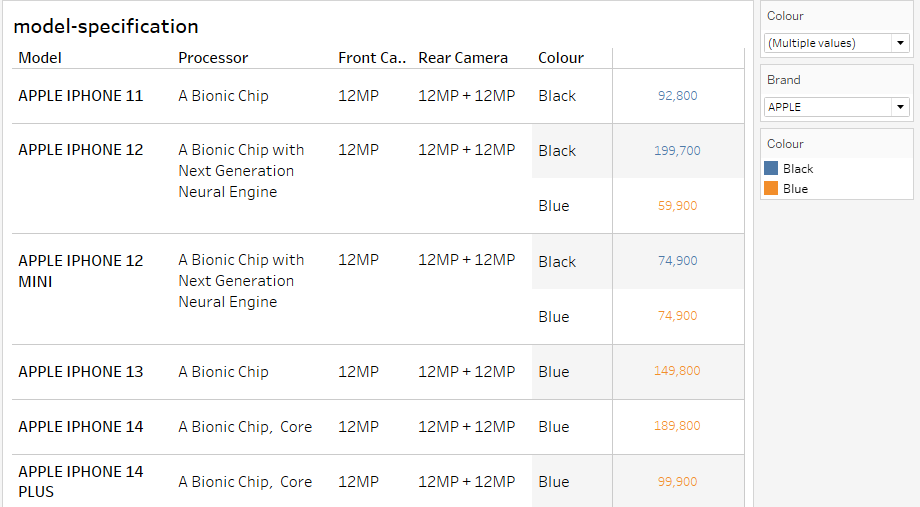 model-specification
Model Processor Front Ca.. Rear Camera Colour
APPLE IPHONE 11 A Bionic Chip 12MP 12MP + 12MP Black 92,800
APPLE IPHONE 12 A Bionic Chip with 12MP 12MP + 12MP Black 199,700
Next Generation
Neural Engine
Blue 59,900
APPLE IPHONE 12 A Bionic Chip with 12MP 12MP + 12MP Black 74,900
MINI Next Generation
Neural Engine
Blue 74,900
APPLE IPHONE 13 A Bionic Chip 12MP 12MP + 12MP Blue 149,800
APPLE IPHONE 14 A Bionic Chip, Core 12MP 12MP + 12MP Blue 189,800
APPLE IPHONE 14 A Bionic Chip, Core 12MP 12MP + 12MP Blue 99,900
PLUS
Colour
(Multiple values)
Brand
APPLE
Colour
Black
Blue